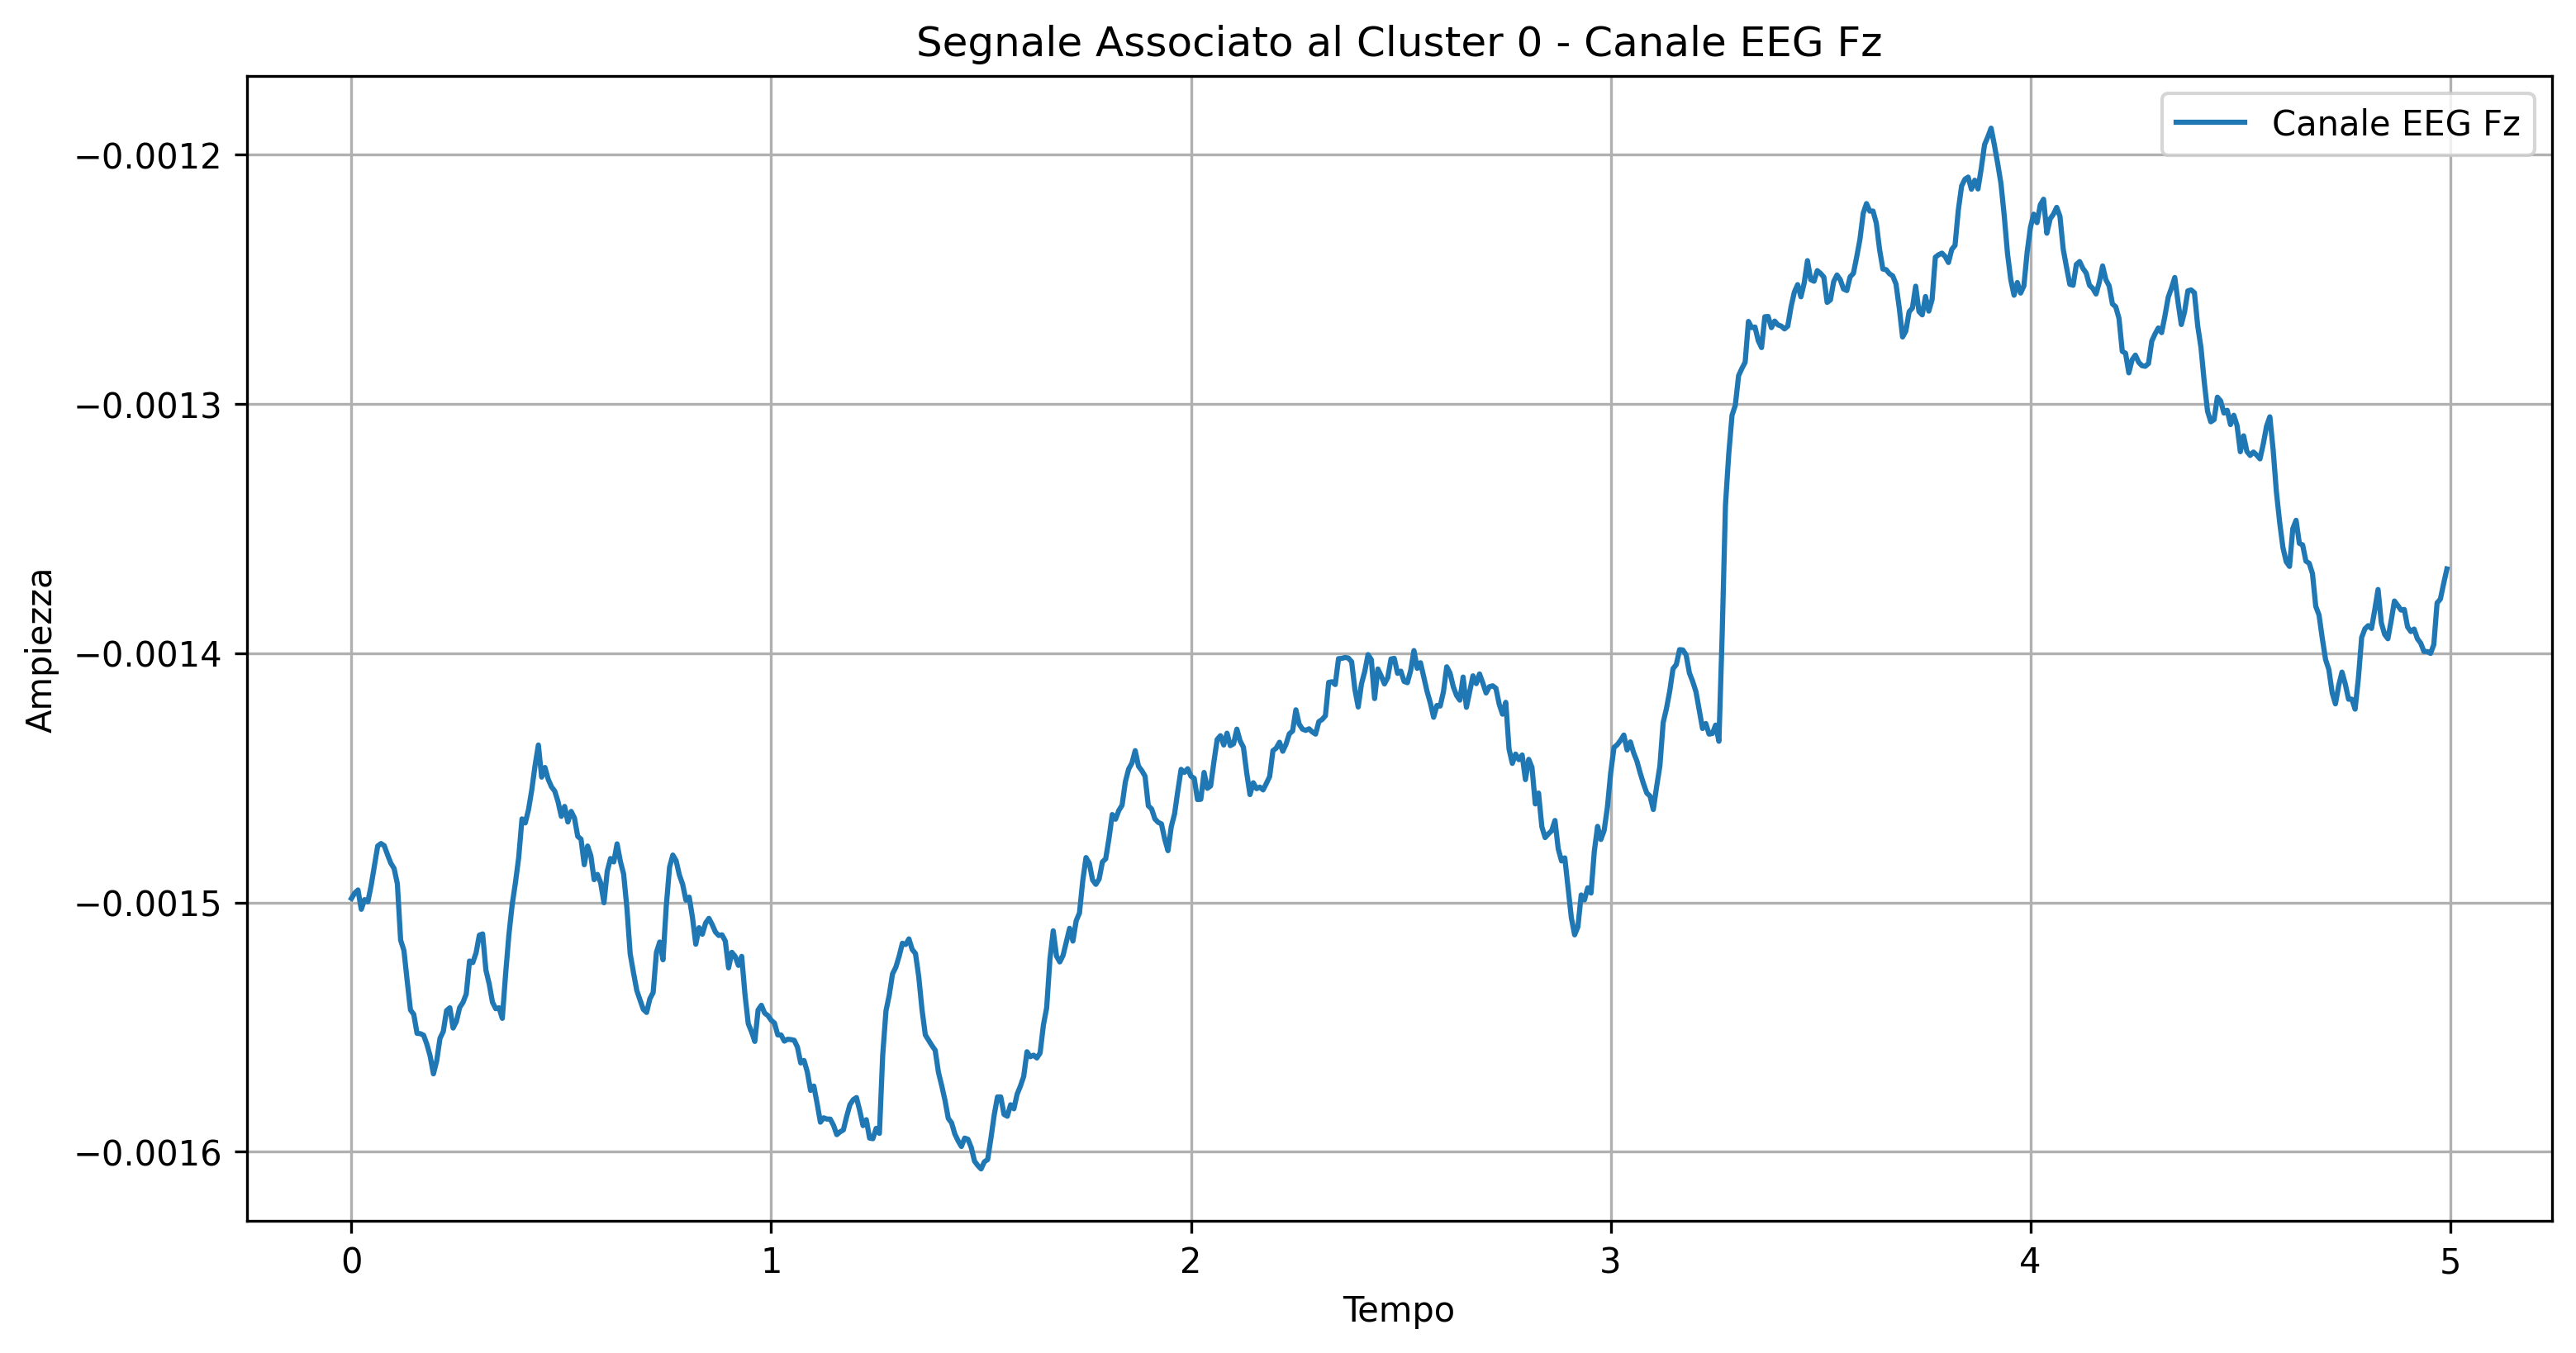 Segnale Associato al Cluster 0 - Canale EEG Fz
Canale EEG Fz
−0.0012
−0.0013
−0.0014
−0.0015
−0.0016
Ampiezza
0 1 2 3 4 5
Tempo